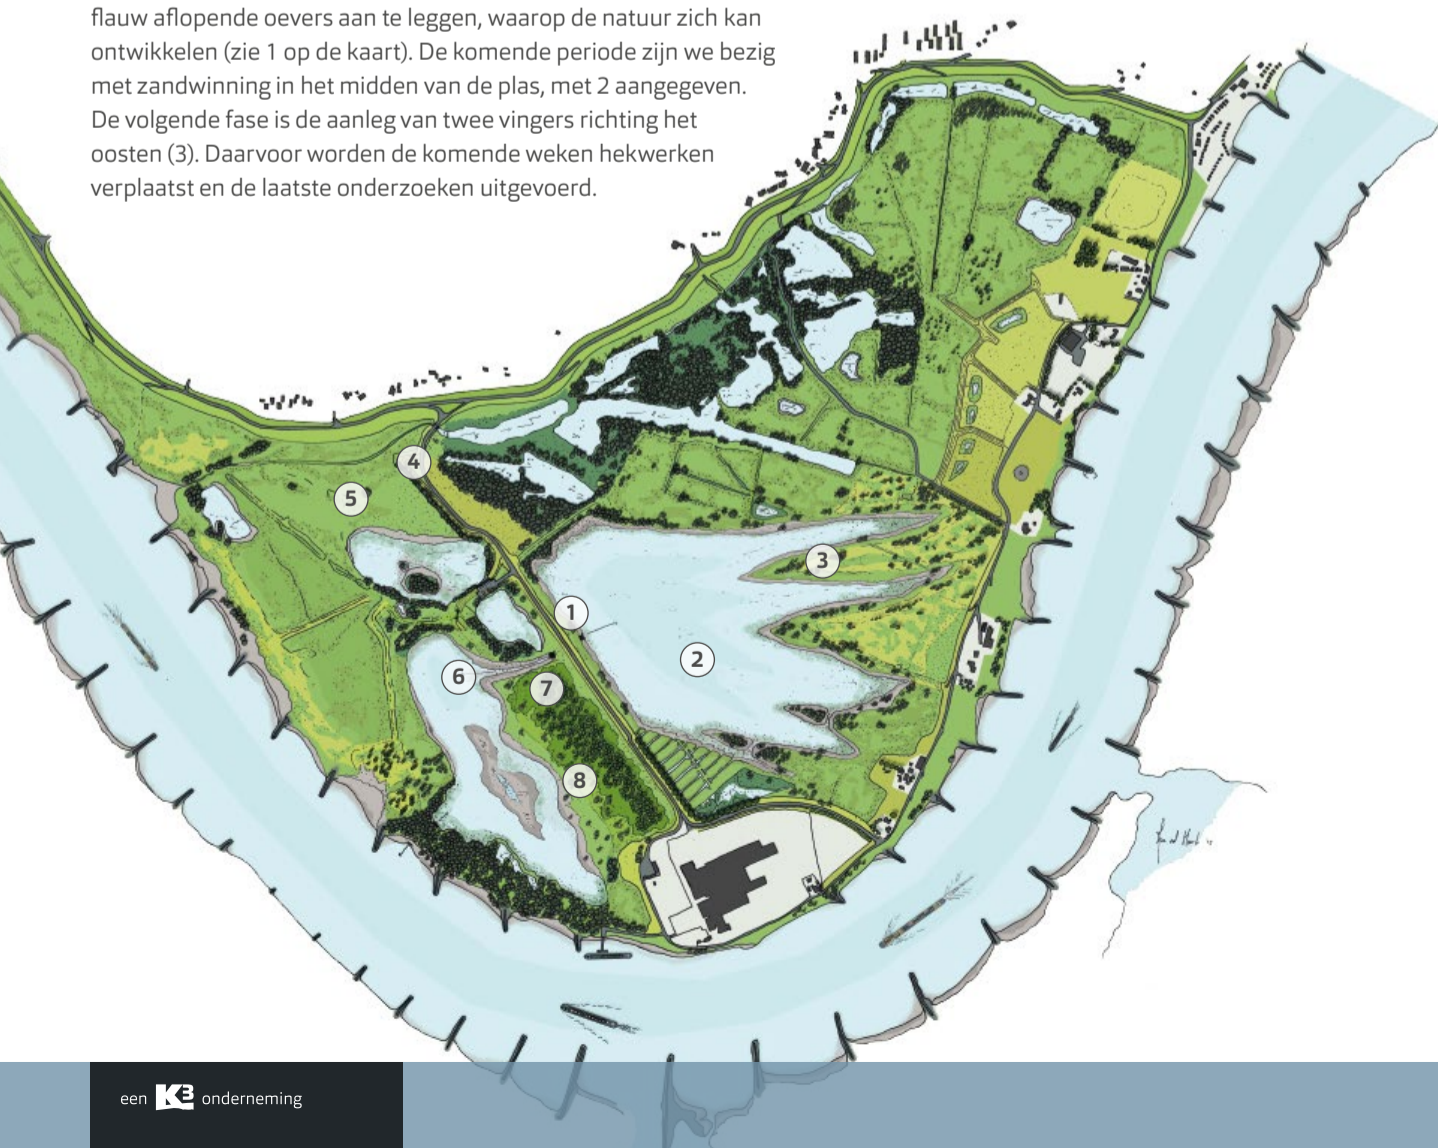 flauw aflopende oevers aan te leggen, waarop de natuur zich kan
ontwikkelen (zie 1 op de kaart). De komende periode zijn we bezig
met zandwinning in het midden van de plas, met 2 aangegeven.
De volgende fase is de aanleg van twee vingers richting het
oosten (3). Daarvoor worden de komende weken hekwerken
verplaatst en de laatste onderzoeken uitgevoerd.
4
5
3
1
2
6
7
8
een K3 onderneming